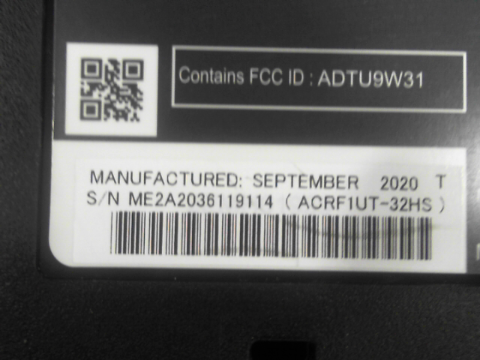 Contains FCC ID : ADTU9W31
MANUFACTURED: SEPTEMBER 2020 T
S/N ME2A2036119114 ( ACRF1UT-32HS )